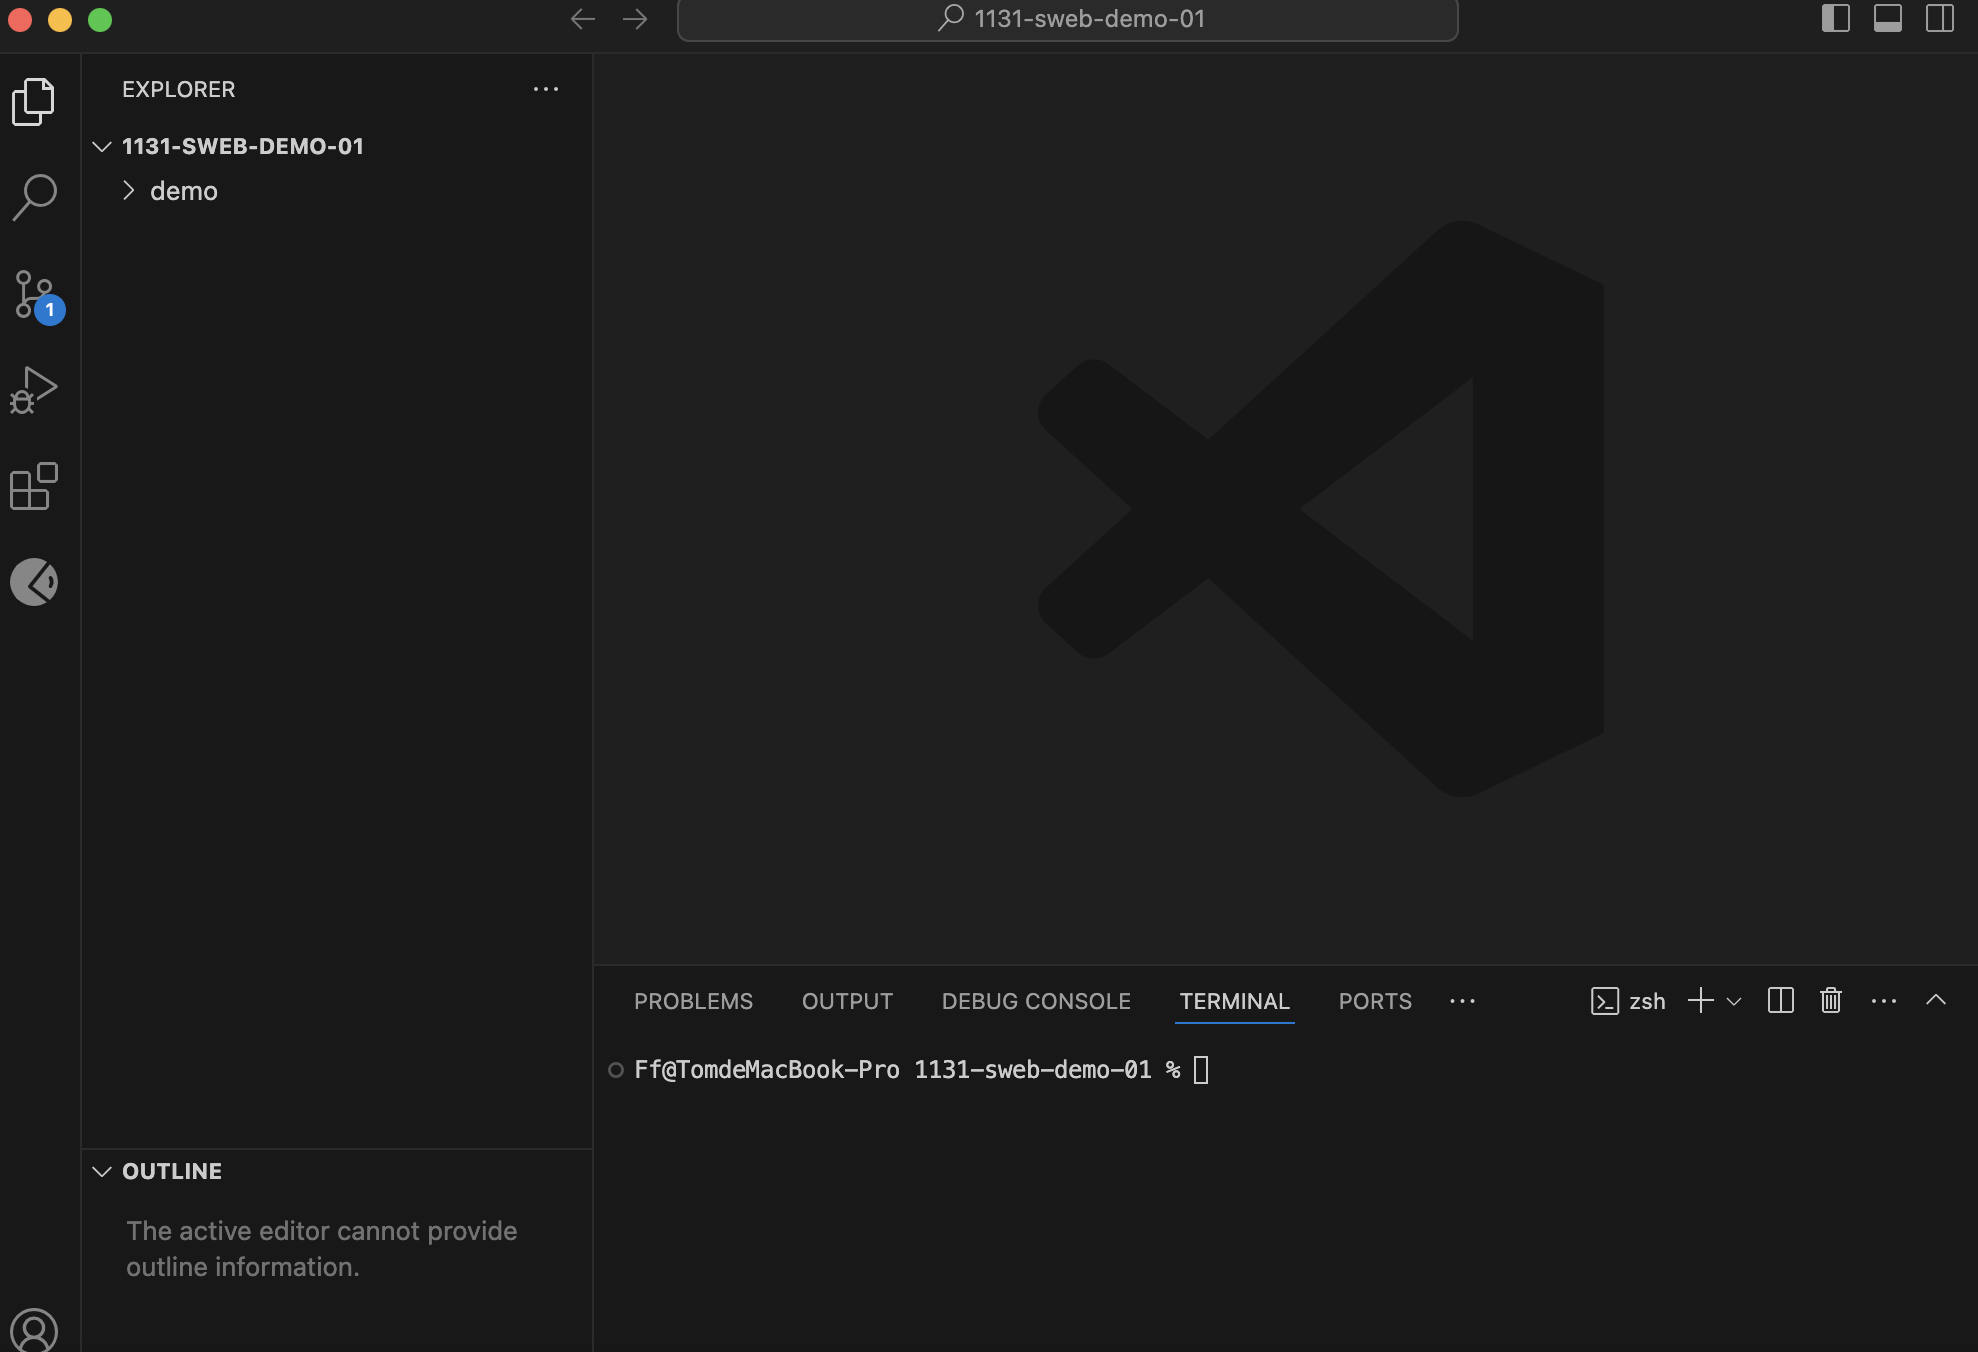 1131-sweb-demo-01
EXPLORER
1131-SWEB-DEMO-01
demo
1
PROBLEMS OUTPUT DEBUG CONSOLE TERMINAL PORTS zsh
Ff@TomdeMacBook-Pro 1131-sweb-demo-01 %
OUTLINE
The active editor cannot provide
outline information.